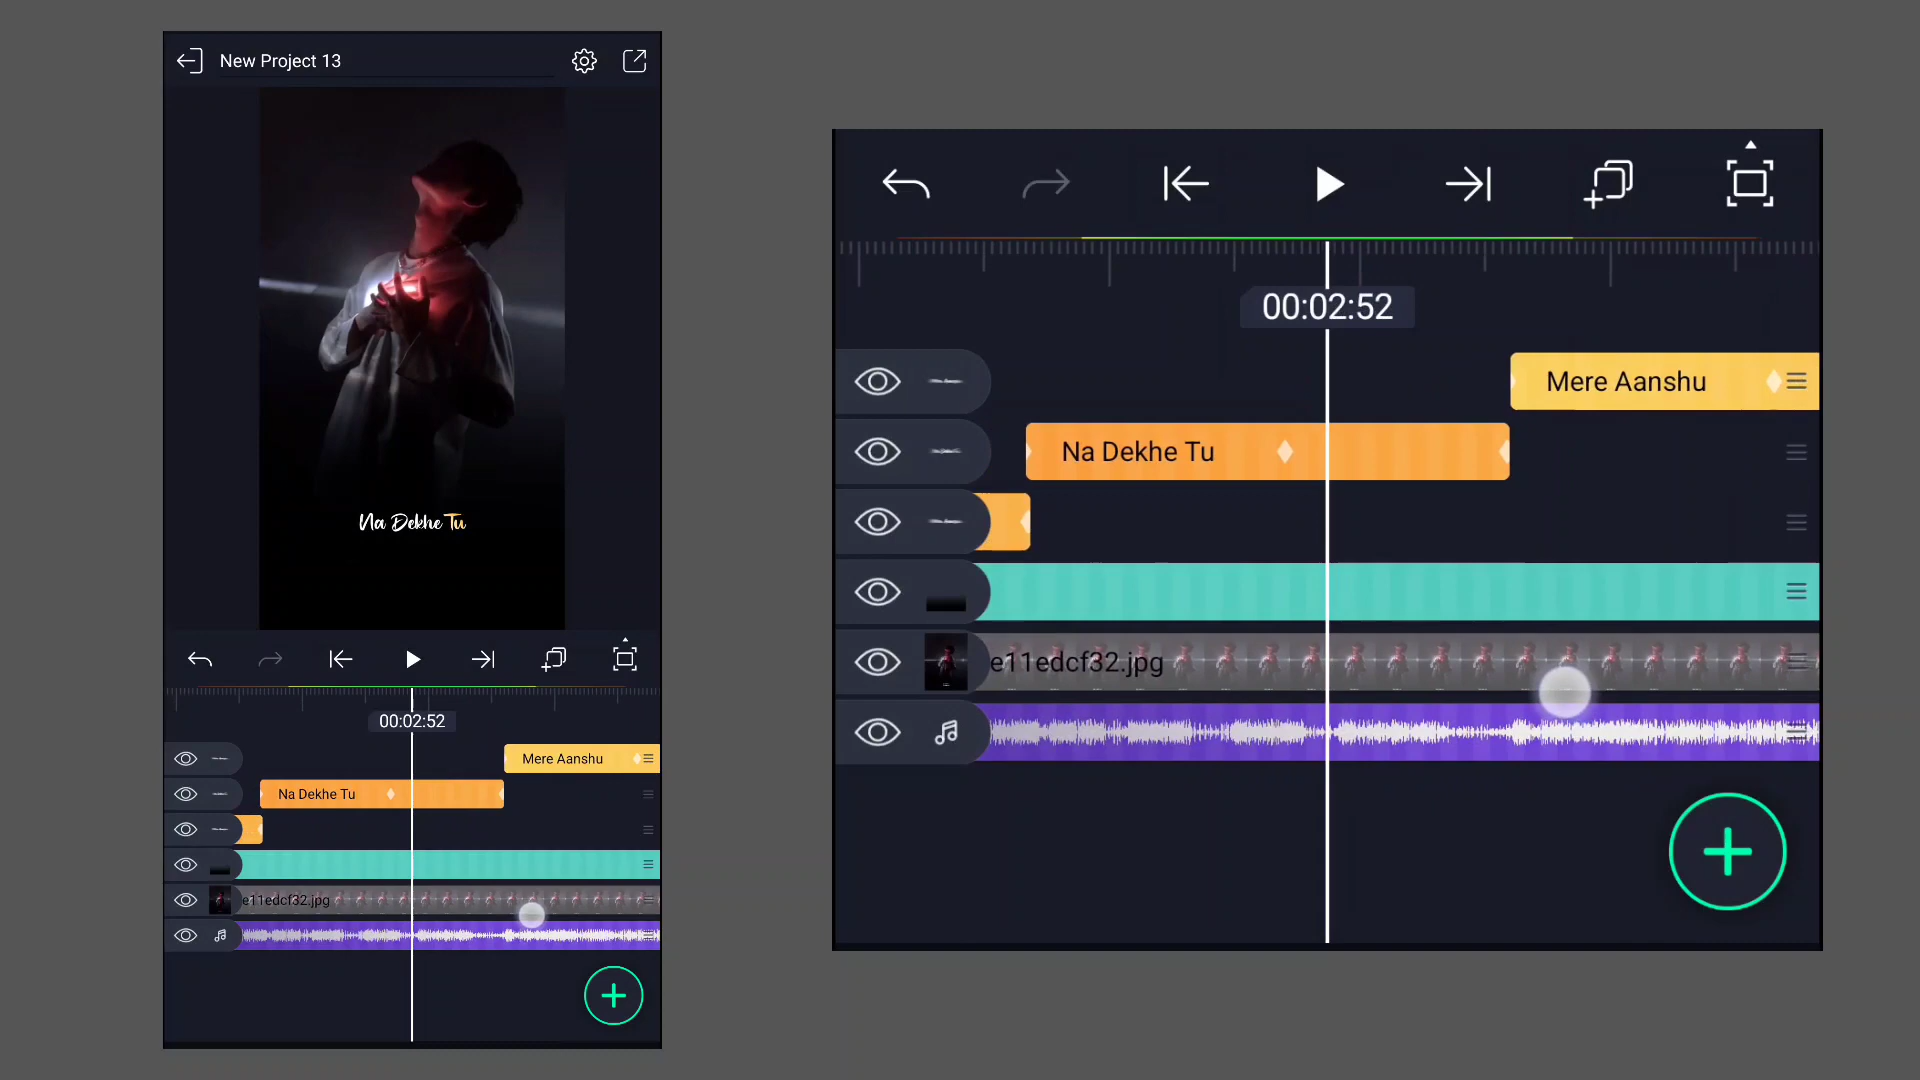 New Project 13
Na Dekhe Tu
00:02:52
Mere Aanshu
Na Dekhe Tu
e11edcf32.jpg
00:02:52
Mere Aanshu
Na Dekhe Tu
e11edcf32.jpg